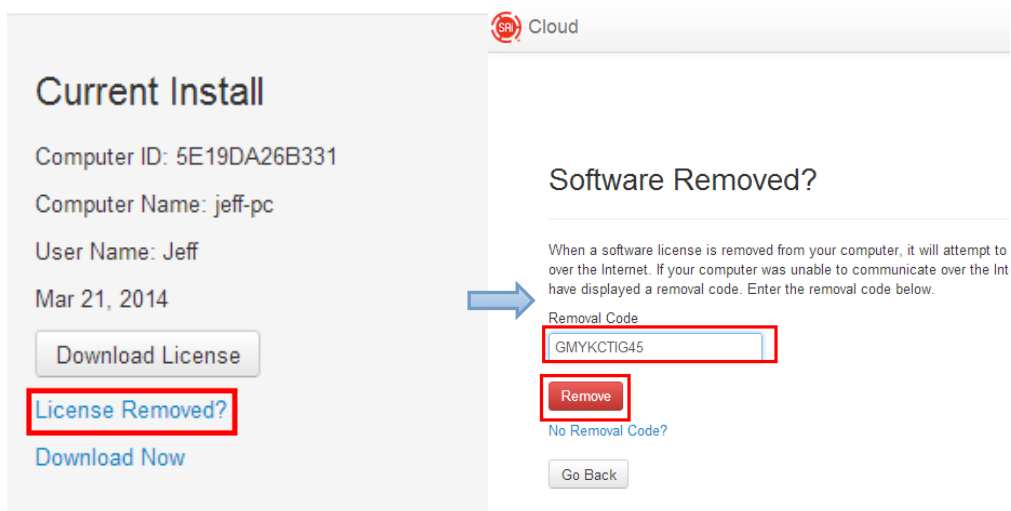 Current Install
Computer ID: 5E19DA26B331
Computer Name: jeff-pc
User Name: Jeff
Mar 21, 2014
Download License
License Removed?
Download Now
SAi Cloud
Software Removed?
When a software license is removed from your computer, it will attempt to
over the Internet. If your computer was unable to communicate over the Int
have displayed a removal code. Enter the removal code below.
Removal Code
GMYKCTIG45
Remove
No Removal Code?
Go Back